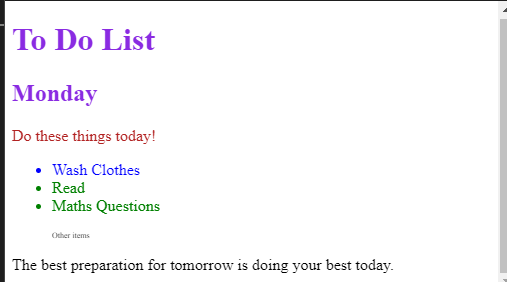 To Do List
Monday
Do these things today!
Wash Clothes
Read
Maths Questions
Other items
The best preparation for tomorrow is doing your best today.